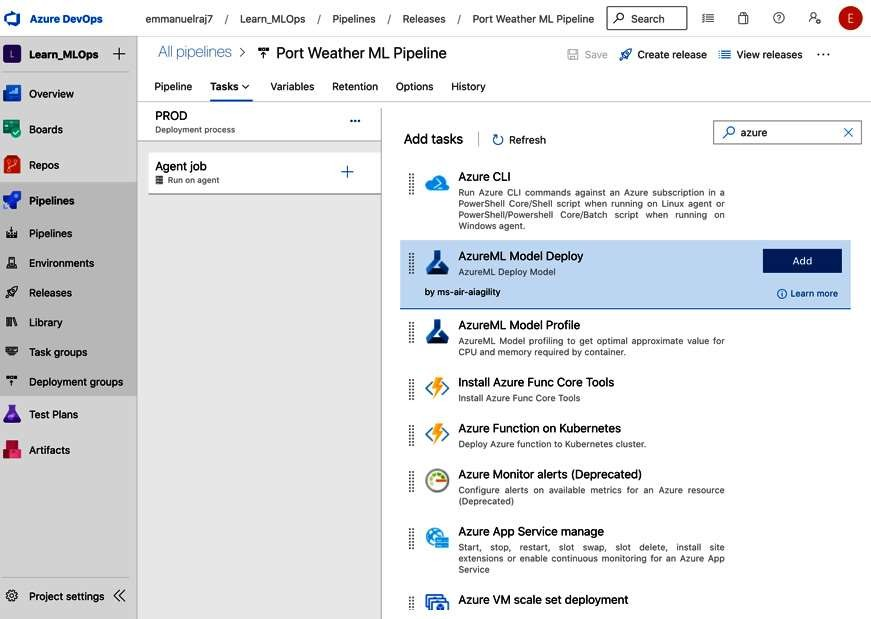 Azure DevOps
emmanuelraj7 / Learn_MLOps / Pipelines / Releases / Port Weather ML Pipeline
Search
E
L
Learn_MLOps
Overview
Boards
Repos
Pipelines
Pipelines
Environments
Releases
Library
Task groups
Deployment groups
Test Plans
Artifacts
Project settings
All pipelines > Port Weather ML Pipeline
Save
Create release
View releases
...
Pipeline
Tasks
Variables
Retention
Options
History
PROD
Deployment process
...
Agent job
Run on agent
Add tasks
Refresh
azure
Azure CLI
Run Azure CLI commands against an Azure subscription in a
PowerShell Core/Shell script when running on Linux agent or
PowerShell/Powershell Core/Batch script when running on
Windows agent.
AzureML Model Deploy
AzureML Deploy Model
by ms-air-aiagility
Add
Learn more
AzureML Model Profile
AzureML Model profiling to get optimal approximate value for
CPU and memory required by container.
Install Azure Func Core Tools
Install Azure Func Core Tools
Azure Function on Kubernetes
Deploy Azure function to Kubernetes cluster.
Azure Monitor alerts (Deprecated)
Configure alerts on available metrics for an Azure resource
(Deprecated)
Azure App Service manage
Start, stop, restart, slot swap, slot delete, install site
extensions or enable continuous monitoring for an Azure App
Service
Azure VM scale set deployment